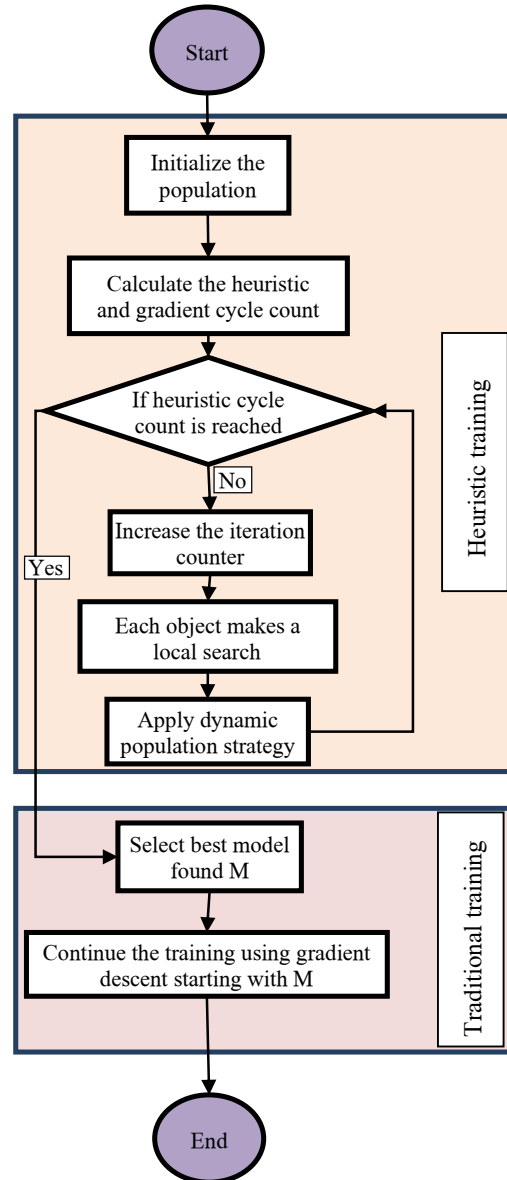 Start
Initialize the
population
Calculate the heuristic
and gradient cycle count
If heuristic cycle
count is reached
No
Increase the iteration
counter
Yes
Each object makes a
local search
Apply dynamic
population strategy
Heuristic training
Select best model
found M
Continue the training using gradient
descent starting with M
Traditional training
End